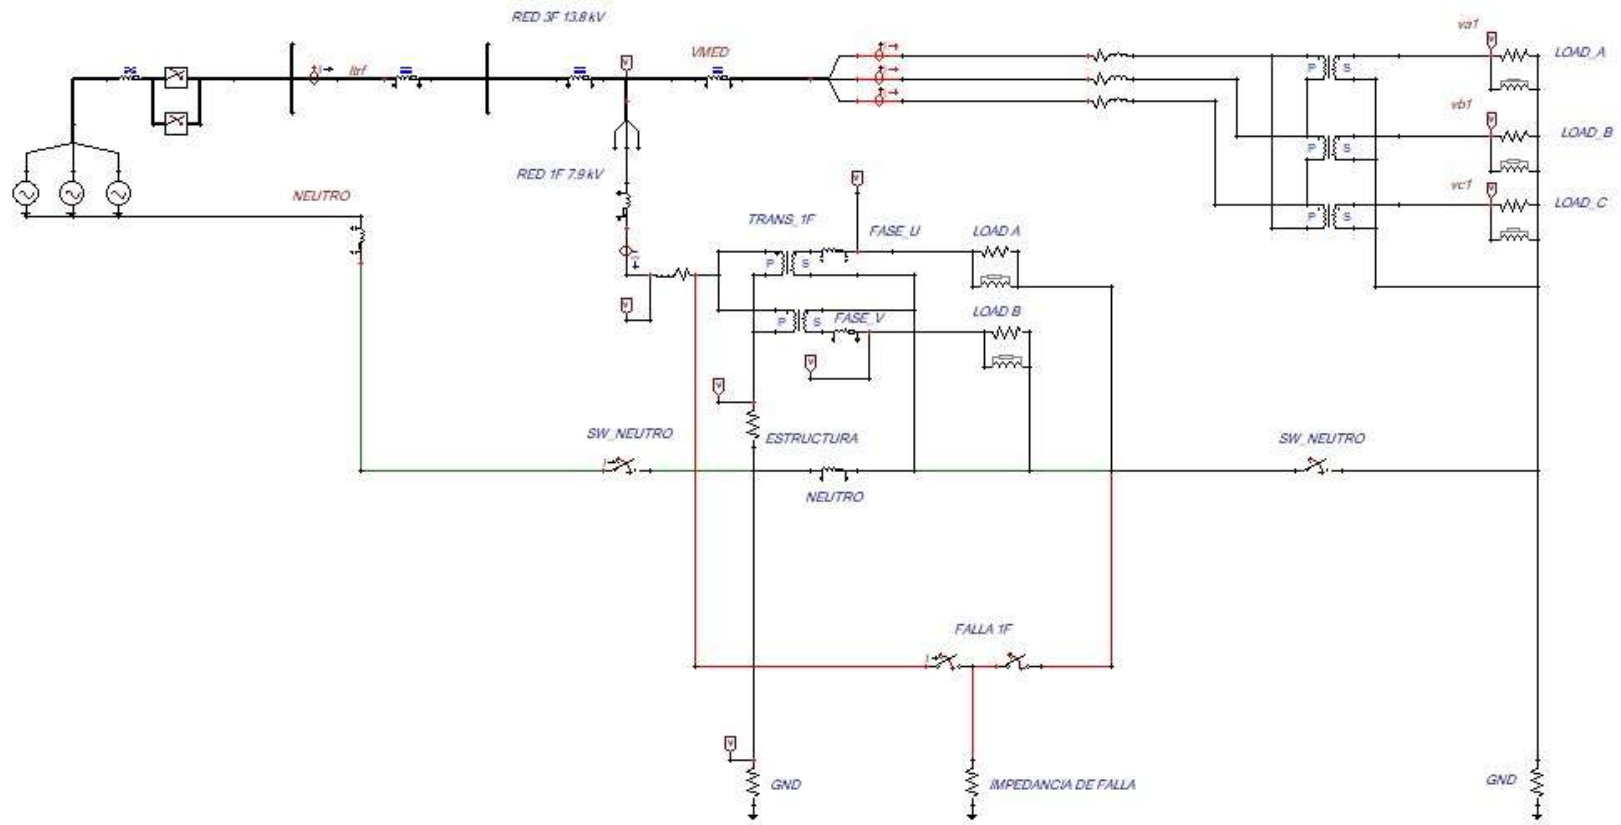 RED 3F 13.8 kV
va1
Itrf
VMED
LOAD_A
P S
vb1
LOAD_B
P S
RED 1F 7.9 kV
vc1
NEUTRO
LOAD_C
P S
TRANS_1F
FASE_U
LOAD A
P S
LOAD B
P S
FASE_V
SW_NEUTRO
ESTRUCTURA
SW_NEUTRO
NEUTRO
FALLA 1F
GND
IMPEDANCIA DE FALLA
GND